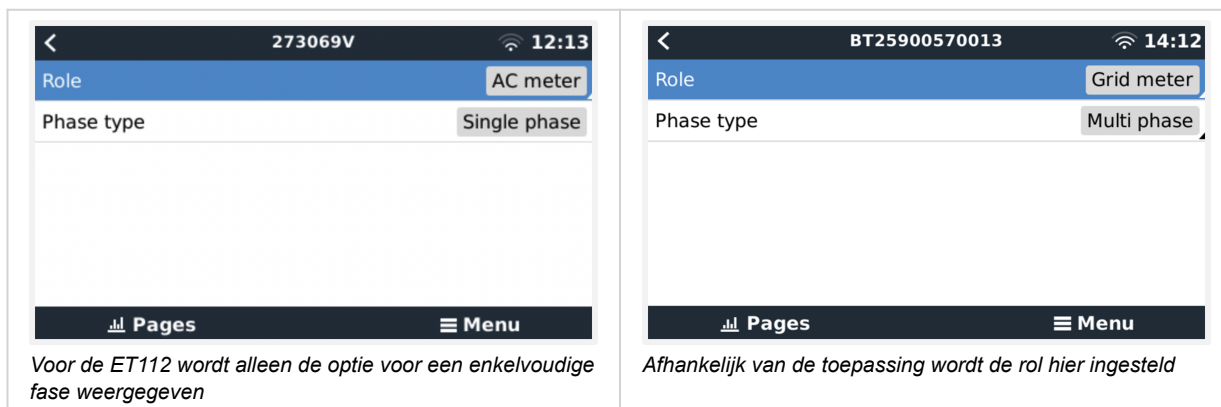 273069V 12:13
Role AC meter
Phase type Single phase
Pages Menu
Voor de ET112 wordt alleen de optie voor een enkelvoudige
fase weergegeven
BT25900570013 14:12
Role Grid meter
Phase type Multi phase
Pages Menu
Afhankelijk van de toepassing wordt de rol hier ingesteld